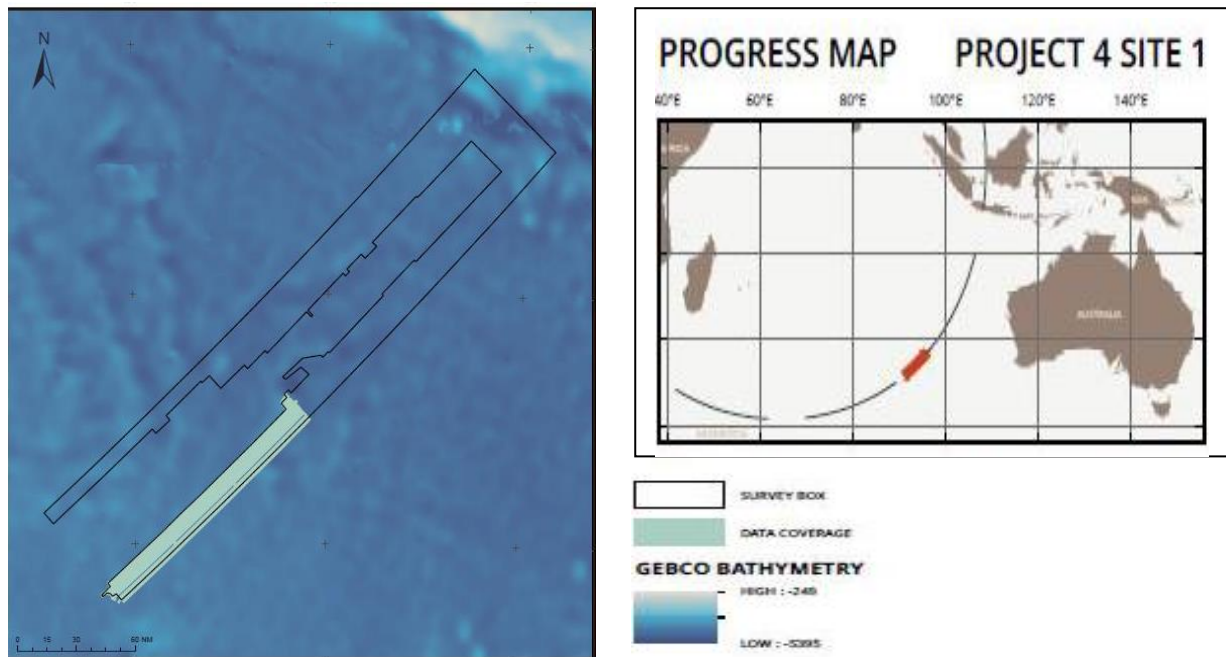 N
0 15 30 60 NM
PROGRESS MAP PROJECT 4 SITE 1
40°E 60°E 80°E 100°E 120°E 140°E
AUSTRALIA
SURVEY BOX
DATA COVERAGE
GEBCO BATHYMETRY
HIGH : -248
LOW : -5395